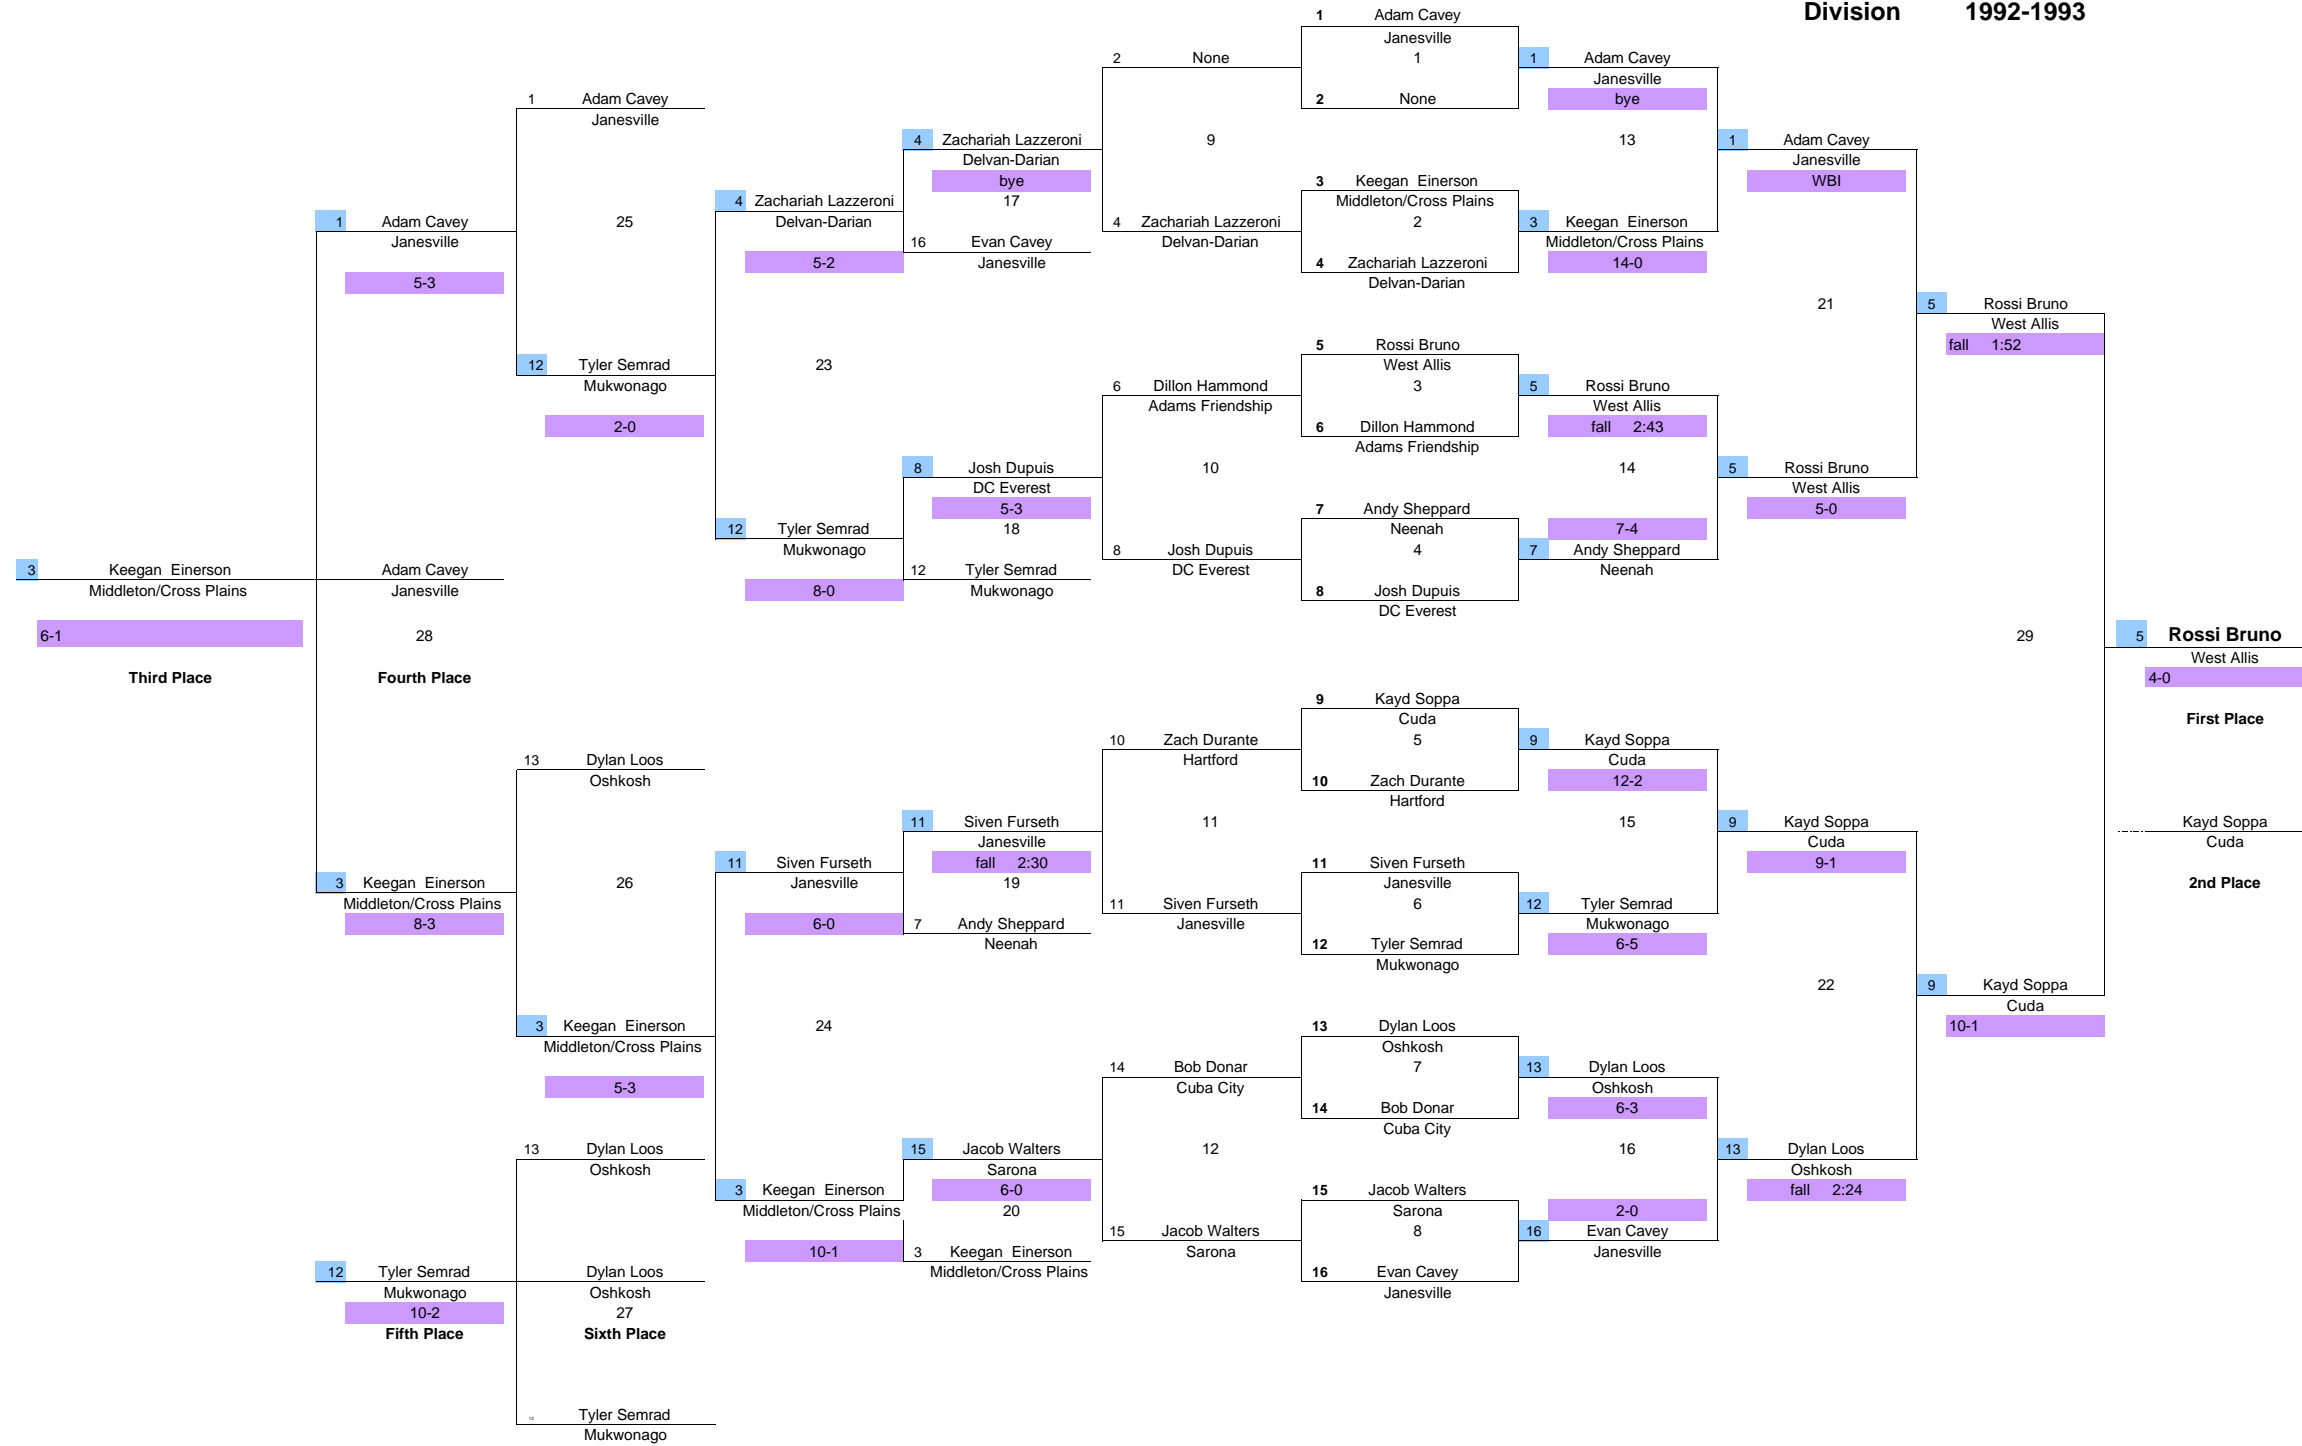 Division 1992-1993
1 Adam Cavey
Janesville
2 None 1 1 Adam Cavey
Janesville
1 Adam Cavey 2 None bye
Janesville
4 Zachariah Lazzeroni 9 13 1 Adam Cavey
Delvan-Darian Janesville
bye 3 Keegan Einerson WBI
4 Zachariah Lazzeroni 17 Middleton/Cross Plains
1 Adam Cavey 25 Delvan-Darian 4 Zachariah Lazzeroni 2 3 Keegan Einerson
Janesville 16 Evan Cavey Delvan-Darian Middleton/Cross Plains
5-2 Janesville 4 Zachariah Lazzeroni 14-0
5-3 Delvan-Darian
21 5 Rossi Bruno
West Allis
5 Rossi Bruno fall 1:52
12 Tyler Semrad 23 West Allis
Mukwonago 6 Dillon Hammond 3 5 Rossi Bruno
Adams Friendship West Allis
2-0 6 Dillon Hammond fall 2:43
Adams Friendship
8 Josh Dupuis 10 14 5 Rossi Bruno
DC Everest West Allis
5-3 7 Andy Sheppard 5-0
12 Tyler Semrad 18 Neenah 7-4
Mukwonago 8 Josh Dupuis 4 7 Andy Sheppard
3 Keegan Einerson Adam Cavey 12 Tyler Semrad DC Everest Neenah
Middleton/Cross Plains Janesville 8-0 Mukwonago 8 Josh Dupuis
DC Everest
6-1 28 29 5 Rossi Bruno
West Allis
Third Place Fourth Place 4-0
9 Kayd Soppa
Cuda First Place
10 Zach Durante 5 9 Kayd Soppa
13 Dylan Loos Hartford Cuda
Oshkosh 10 Zach Durante 12-2
Hartford
11 Siven Furseth 11 15 9 Kayd Soppa Kayd Soppa
Janesville Cuda Cuda
11 Siven Furseth fall 2:30 11 Siven Furseth 9-1
3 Keegan Einerson 26 Janesville 19 Janesville 2nd Place
Middleton/Cross Plains 11 Siven Furseth 6 12 Tyler Semrad
8-3 6-0 7 Andy Sheppard Janesville Mukwonago
Neenah 12 Tyler Semrad 6-5
Mukwonago
22 9 Kayd Soppa
Cuda
3 Keegan Einerson 24 13 Dylan Loos 10-1
Middleton/Cross Plains Oshkosh
14 Bob Donar 7 13 Dylan Loos
5-3 Cuba City Oshkosh
14 Bob Donar 6-3
Cuba City
13 Dylan Loos 15 Jacob Walters 12 16 13 Dylan Loos
Oshkosh Sarona Oshkosh
3 Keegan Einerson 6-0 15 Jacob Walters fall 2:24
Middleton/Cross Plains 20 Sarona 2-0
15 Jacob Walters 8 16 Evan Cavey
10-1 3 Keegan Einerson Sarona Janesville
12 Tyler Semrad Dylan Loos Middleton/Cross Plains 16 Evan Cavey
Mukwonago Oshkosh Janesville
10-2 27
Fifth Place Sixth Place
Tyler Semrad
Mukwonago